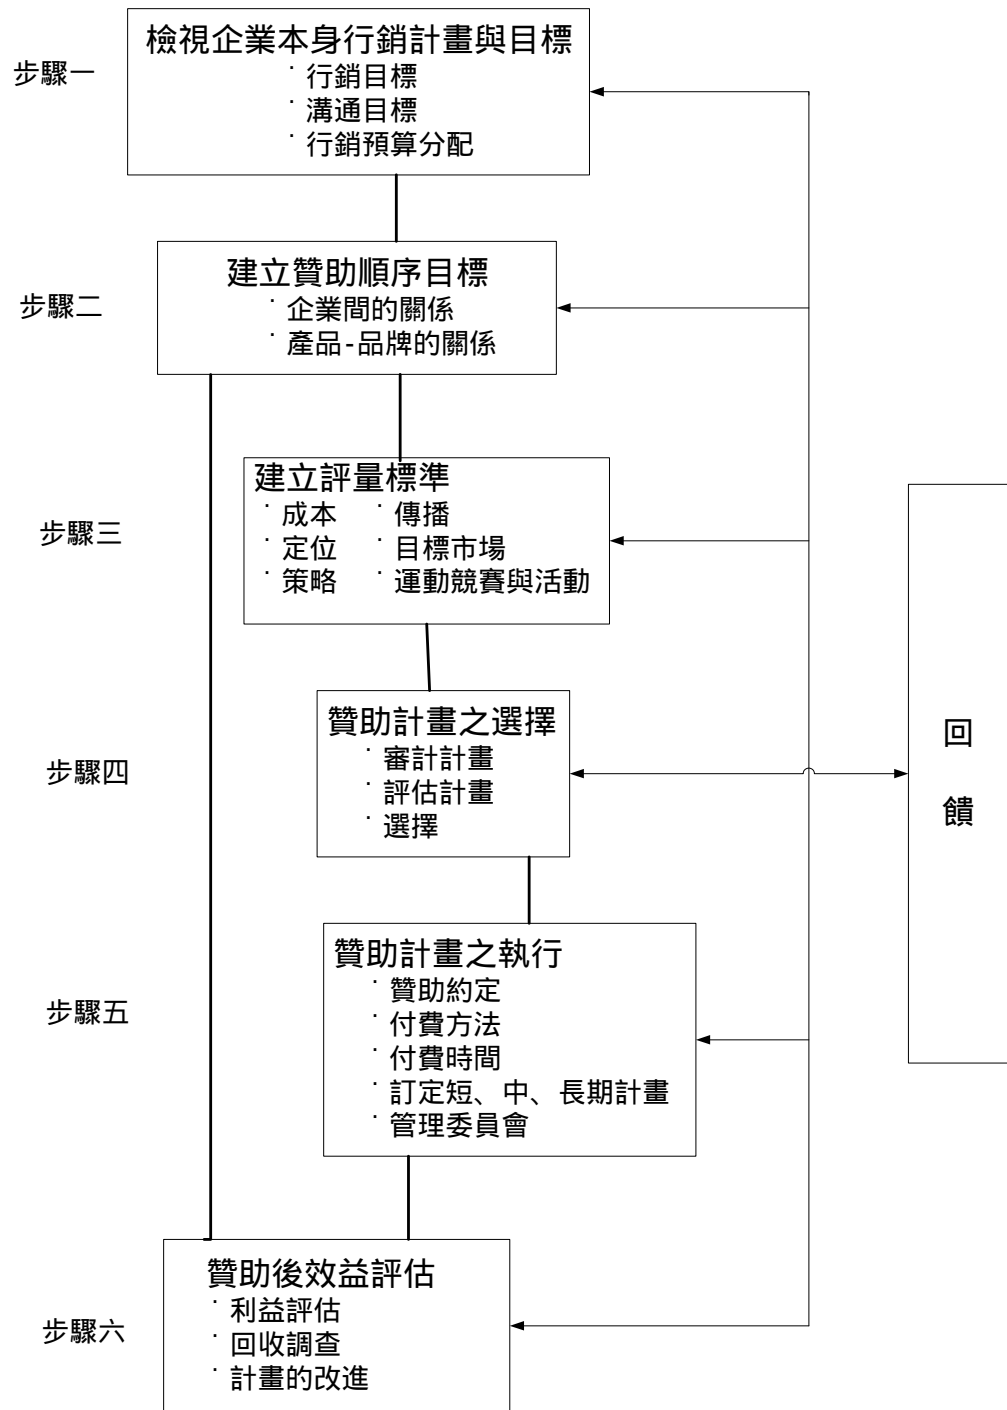 檢視企業本身行銷計畫與目標
步驟一
˙行銷目標
˙溝通目標
˙行銷預算分配
建立贊助順序目標
步驟二
˙企業間的關係
˙產品-品牌的關係
建立評量標準
˙成本 ˙傳播
步驟三
˙定位 ˙目標市場
˙策略 ˙運動競賽與活動
贊助計畫之選擇
˙審計計畫
步驟四
˙評估計畫
˙選擇
回
饋
贊助計畫之執行
˙贊助約定
步驟五
˙付費方法
˙付費時間
˙訂定短、中、長期計畫
˙管理委員會
贊助後效益評估
˙利益評估
步驟六
˙回收調查
˙計畫的改進